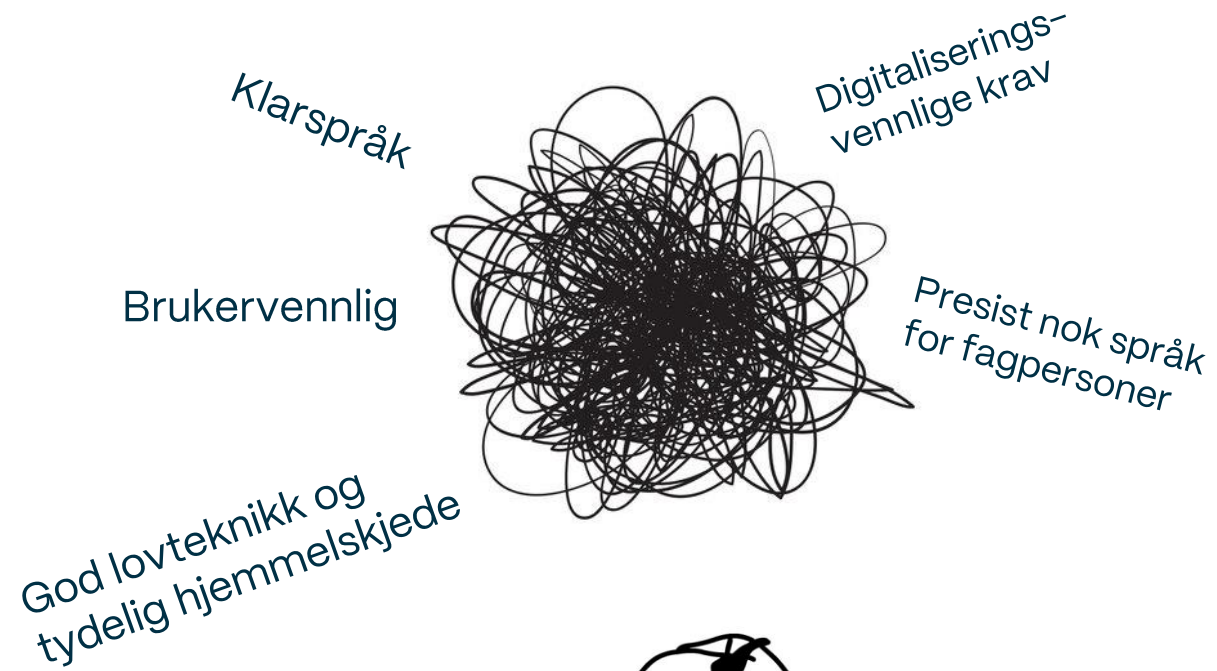 Klarspråk
Digitaliserings-
vennlige krav
Brukervennlig
Presist nok språk
for fagpersoner
God lovteknikk og
tydelig hjemmelskjede